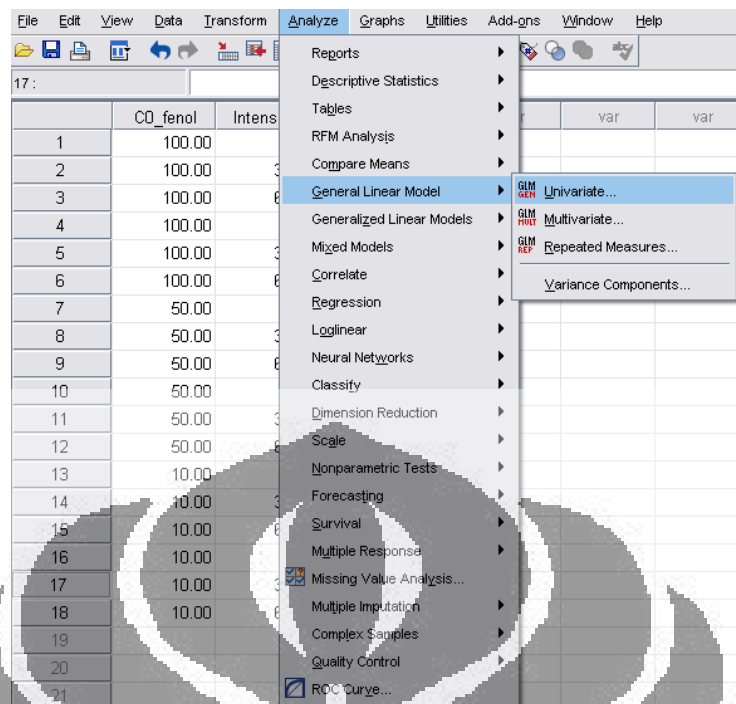 File Edit View Data Transform Analyze Graphs Utilities Add-ons Window Help
17 :
C0_fenol Intens var var
1 100.00
2 100.00
3 100.00
4 100.00
5 100.00
6 100.00
7 50.00
8 50.00
9 50.00
10 50.00
11 50.00
12 50.00
13 10.00
14 10.00
15 10.00
16 10.00
17 10.00
18 10.00
19
20
21
Reports
Descriptive Statistics
Tables
RFM Analysis
Compare Means
General Linear Model
Generalized Linear Models
Mixed Models
Correlate
Regression
Loglinear
Neural Networks
Classify
Dimension Reduction
Scale
Nonparametric Tests
Forecasting
Survival
Multiple Response
Missing Value Analysis...
Multiple Imputation
Complex Samples
Quality Control
ROC Curve...
GLM GEN Univariate...
GLM MULT Multivariate...
GLM REP Repeated Measures...
Variance Components...